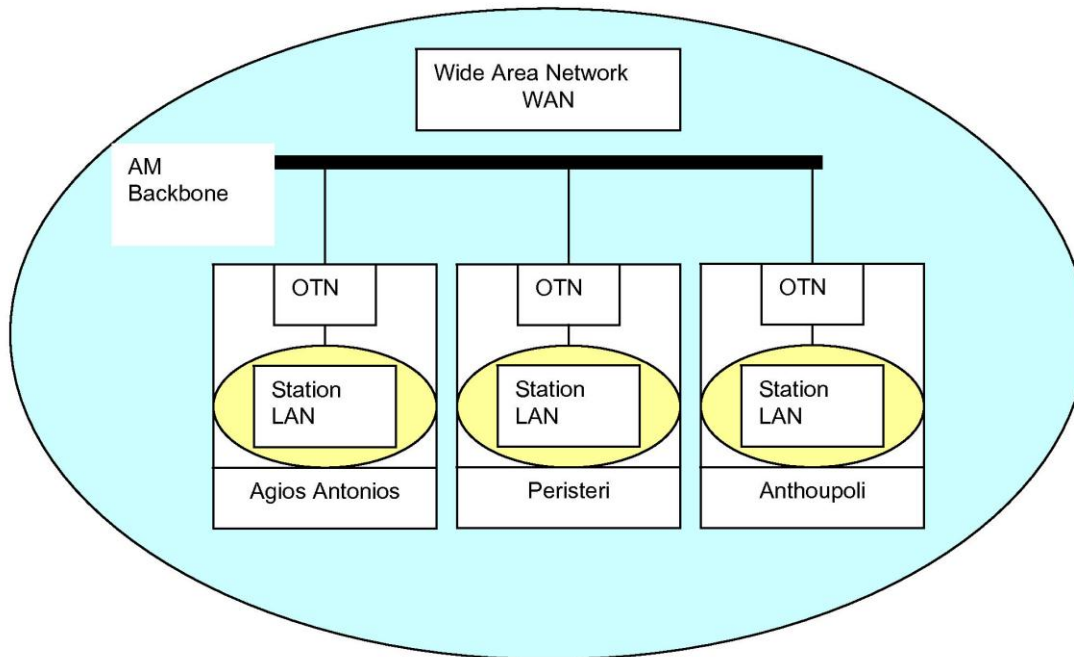 Wide Area Network
WAN
AM
Backbone
OTN
OTN
OTN
Station
LAN
Station
LAN
Station
LAN
Agios Antonios
Peristeri
Anthoupoli